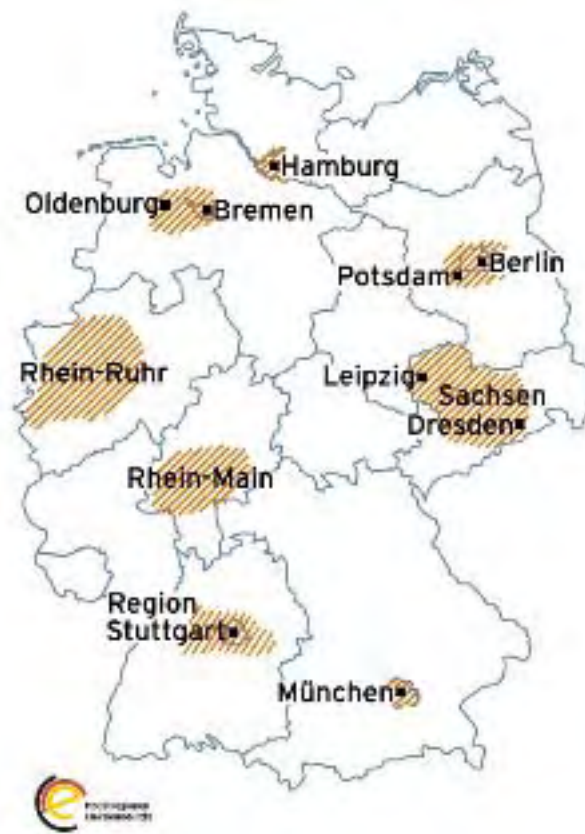 Hamburg
Oldenburg
Bremen
Berlin
Potsdam
Rhein-Ruhr
Leipzig
Sachsen
Dresden
Rhein-Main
Region
Stuttgart
München
e